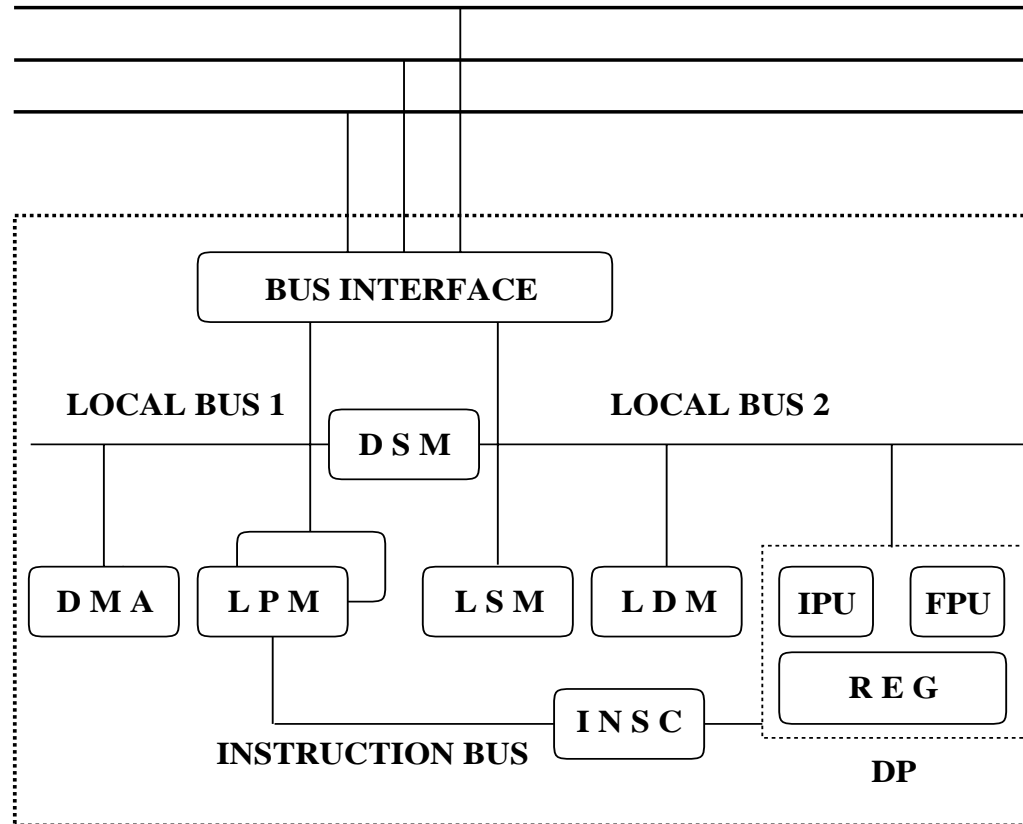 BUS INTERFACE
LOCAL BUS 1
LOCAL BUS 2
D S M
D M A
L P M
L S M
L D M
IPU
FPU
R E G
I N S C
INSTRUCTION BUS
DP